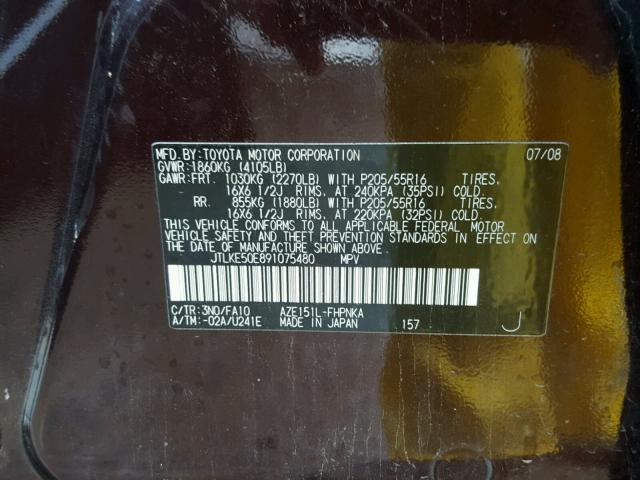 MFD.BY:TOYOTA MOTOR CORPORATION 07/08
GVWR:1860KG (4105LB)
GAWR:FRT. 1030KG (2270LB) WITH P205/55R16 TIRES,
16X6 1/2J RIMS, AT 240KPA (35PSI) COLD.
RR. 855KG (1880LB) WITH P205/55R16 TIRES,
16X6 1/2J RIMS, AT 220KPA (32PSI) COLD.
THIS VEHICLE CONFORMS TO ALL APPLICABLE FEDERAL MOTOR
VEHICLE SAFETY AND THEFT PREVENTION STANDARDS IN EFFECT
ON THE DATE OF MANUFACTURE SHOWN ABOVE.
JTLKE50E891075480 MPV
C/TR:3N0/FA10 AZE151L-FHPNKA
A/TM:-02A/U241E MADE IN JAPAN 157 J